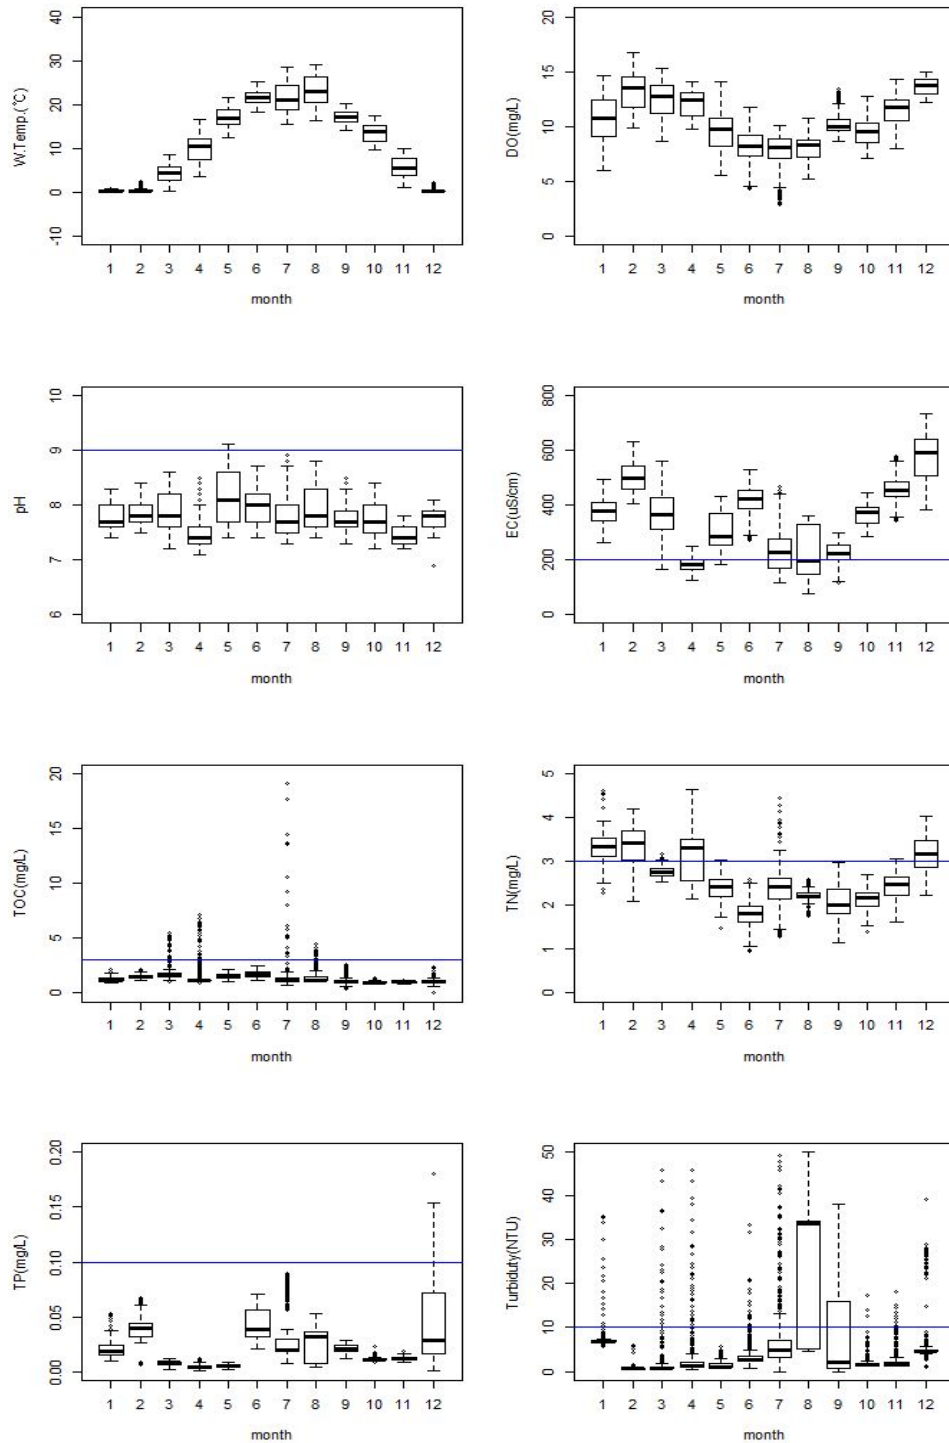 W.Temp.(℃)
40
30
20
10
0
-10
1 2 3 4 5 6 7 8 9 10 11 12
month
DO(mg/L)
20
15
10
5
0
1 2 3 4 5 6 7 8 9 10 11 12
month
pH
10
9
8
7
6
1 2 3 4 5 6 7 8 9 10 11 12
month
EC(uS/cm)
800
600
400
200
0
1 2 3 4 5 6 7 8 9 10 11 12
month
TOC(mg/L)
20
15
10
5
0
1 2 3 4 5 6 7 8 9 10 11 12
month
TN(mg/L)
5
4
3
2
1
0
1 2 3 4 5 6 7 8 9 10 11 12
month
TP(mg/L)
0.20
0.15
0.10
0.05
0.00
1 2 3 4 5 6 7 8 9 10 11 12
month
Turbiduty(NTU)
50
40
30
20
10
0
1 2 3 4 5 6 7 8 9 10 11 12
month